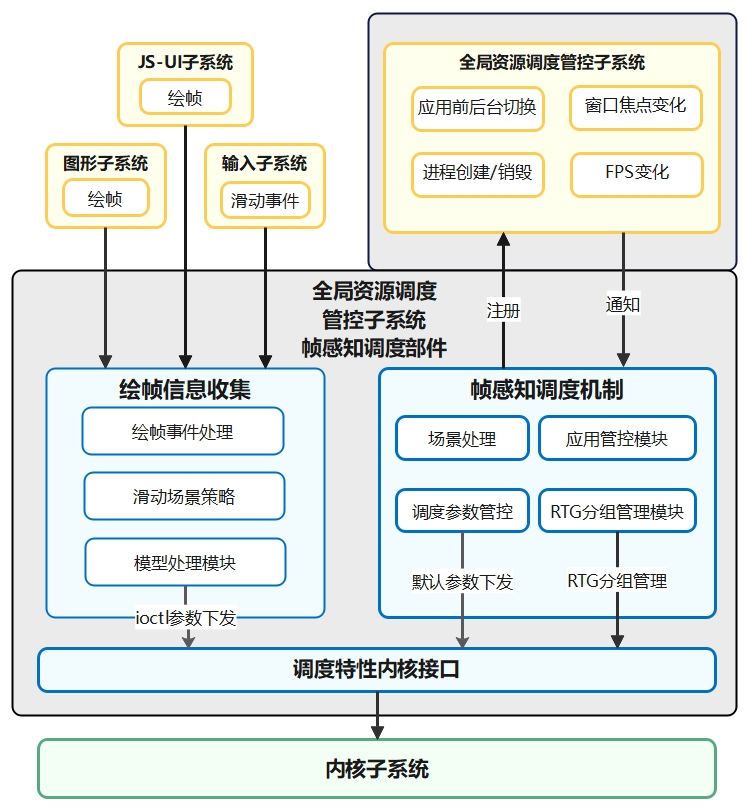 JS-UI子系统
绘帧
图形子系统
绘帧
输入子系统
滑动事件
全局资源调度管控子系统
应用前后台切换
窗口焦点变化
进程创建/销毁
FPS变化
全局资源调度
管控子系统
帧感知调度部件
注册
通知
绘帧信息收集
绘帧事件处理
滑动场景策略
模型处理模块
ioctl参数下发
帧感知调度机制
场景处理
应用管控模块
调度参数管控
RTG分组管理模块
默认参数下发
RTG分组管理
调度特性内核接口
内核子系统